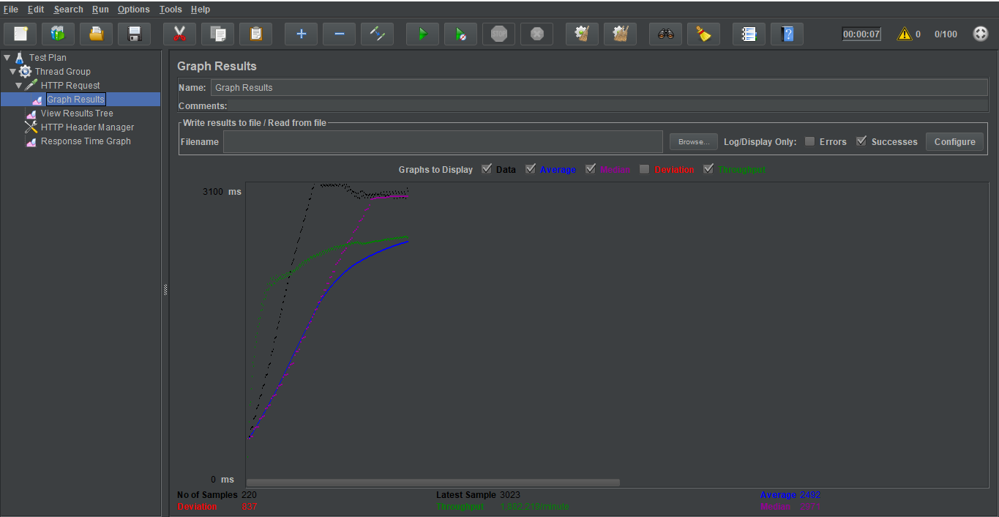 File Edit Search Run Options Tools Help
00:00:07 0 0/100
Test Plan
Thread Group
HTTP Request
Graph Results
View Results Tree
HTTP Header Manager
Response Time Graph
Graph Results
Name: Graph Results
Comments:
Write results to file / Read from file
Filename Browse... Log/Display Only: Errors Successes Configure
Graphs to Display Data Average Median Deviation Throughput
3100 ms
0 ms
No of Samples 220 Latest Sample 3023 Average 2492
Deviation 837 Throughput 1,882.219/minute Median